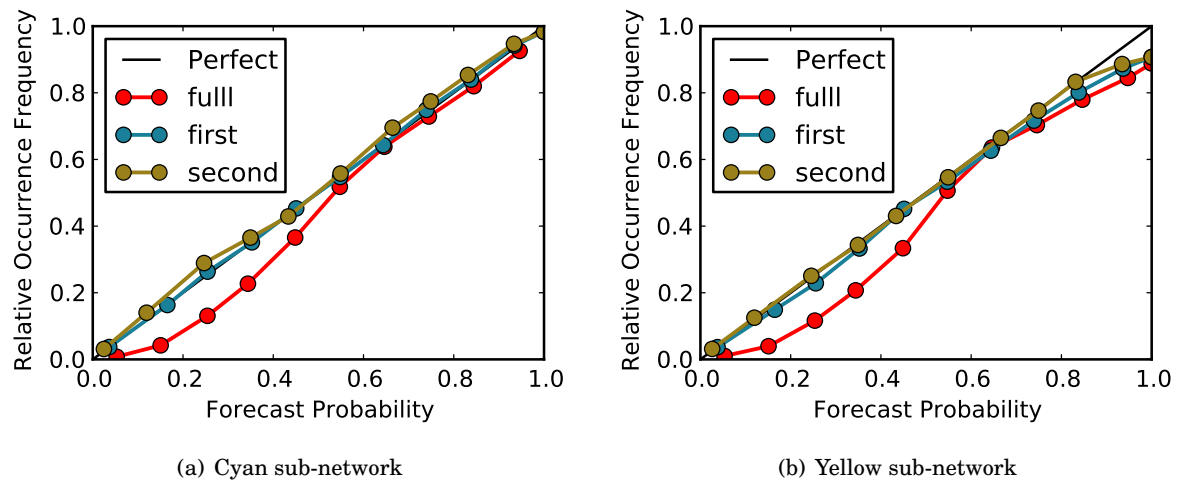 Relative Occurrence Frequency
1.0
0.8
0.6
0.4
0.2
0.0
Perfect
fulll
first
second
0.0 0.2 0.4 0.6 0.8 1.0
Forecast Probability
(a) Cyan sub-network
Relative Occurrence Frequency
1.0
0.8
0.6
0.4
0.2
0.0
Perfect
fulll
first
second
0.0 0.2 0.4 0.6 0.8 1.0
Forecast Probability
(b) Yellow sub-network